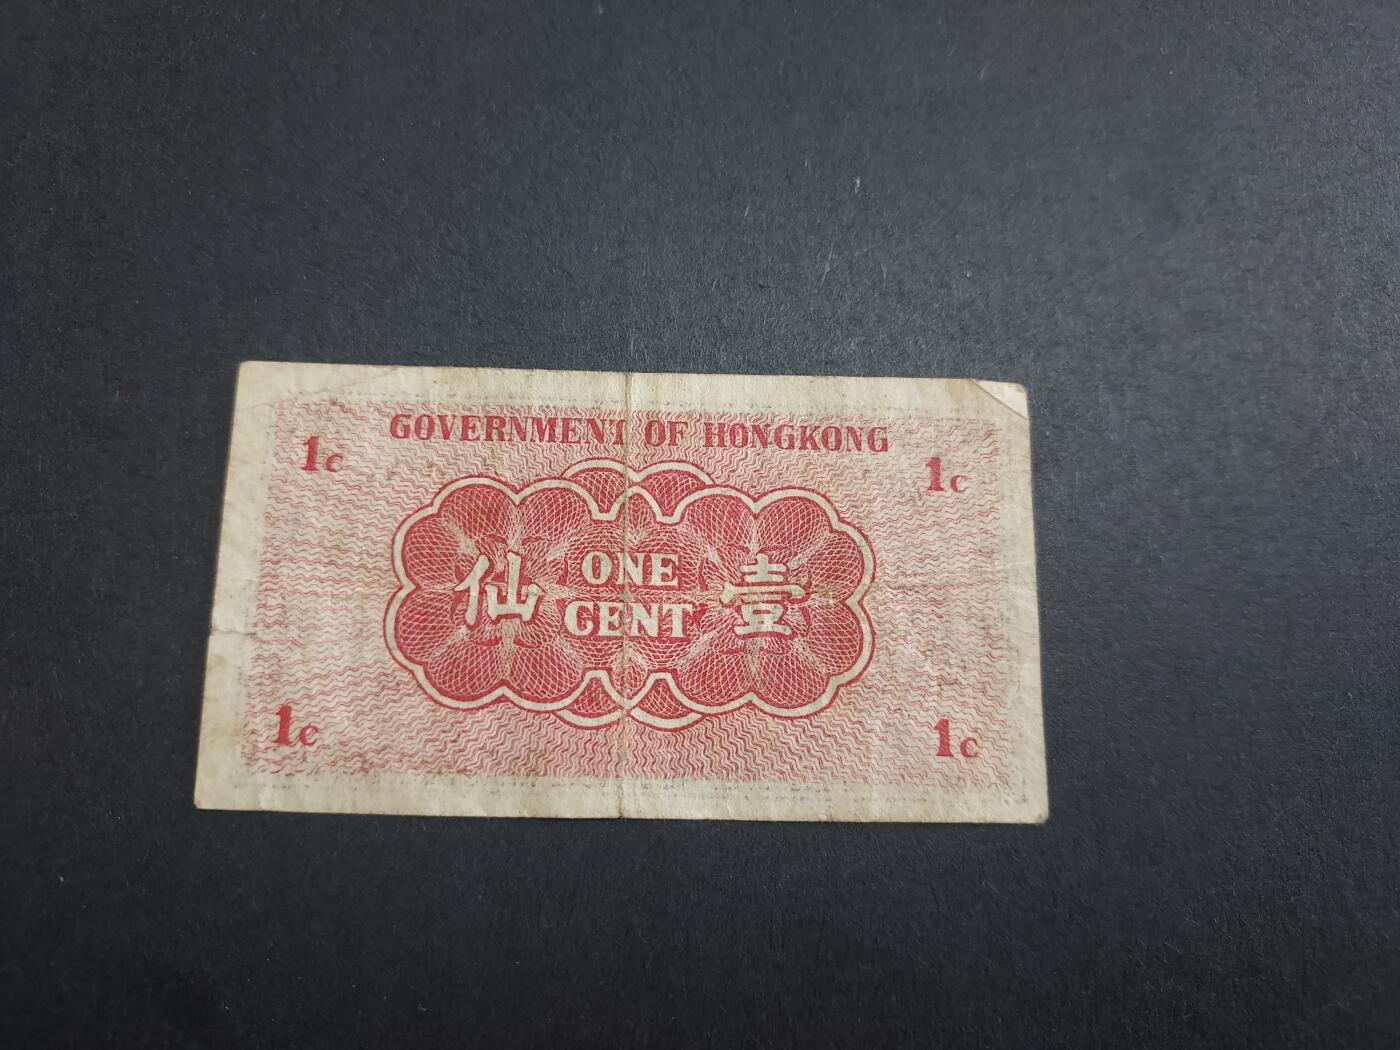 GOVERNMENT OF HONGKONG
1c 1c
仙 ONE CENT 壹
1c 1c